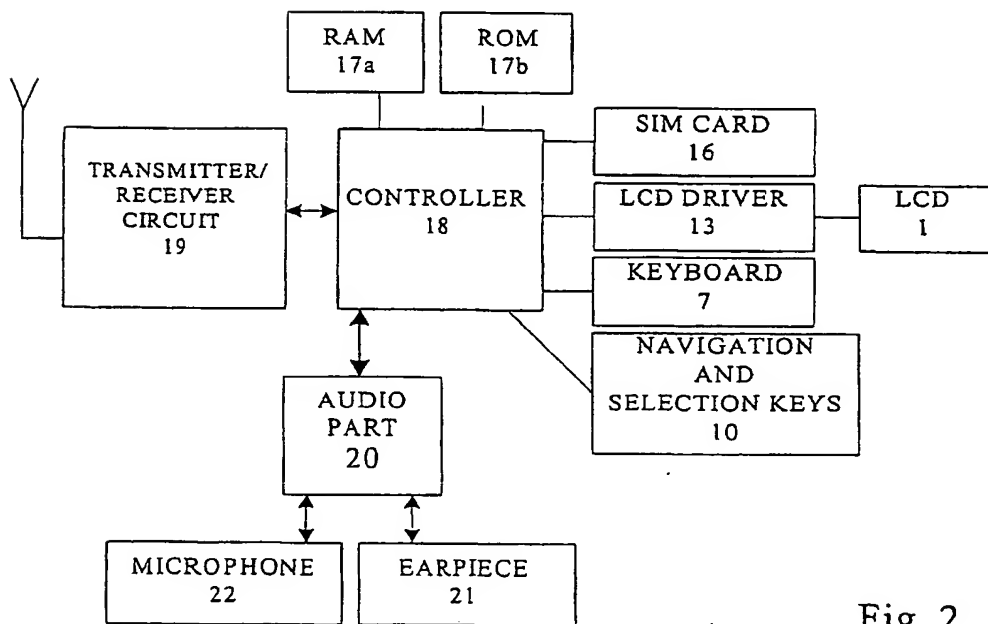 RAM
17a
ROM
17b
TRANSMITTER/
RECEIVER
CIRCUIT
19
CONTROLLER
18
SIM CARD
16
LCD DRIVER
13
LCD
1
KEYBOARD
7
NAVIGATION
AND
SELECTION KEYS
10
AUDIO
PART
20
MICROPHONE
22
EARPIECE
21
Fig. 2